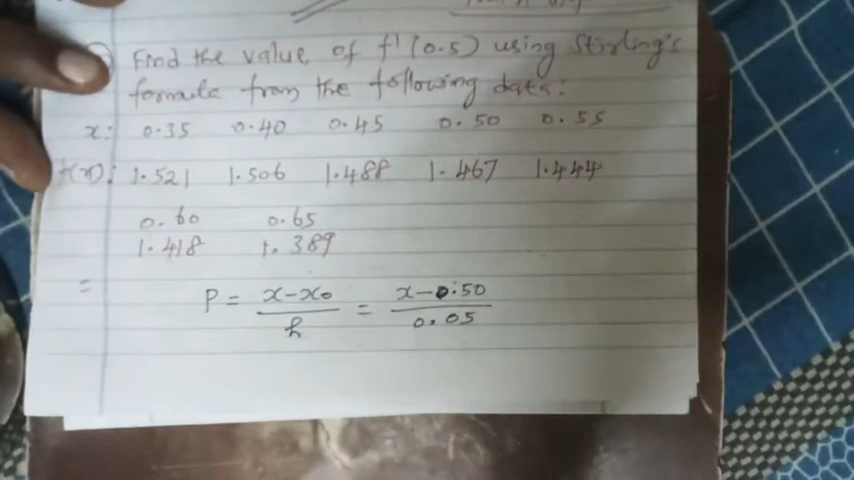 Find the value of f'(0.5) using Stirling's
formula from the following data:
x: 0.35 0.40 0.45 0.50 0.55
f(x): 1.521 1.506 1.488 1.467 1.444
0.60 0.65
1.418 1.389
= P = x-x₀ / h = x-0.50 / 0.05